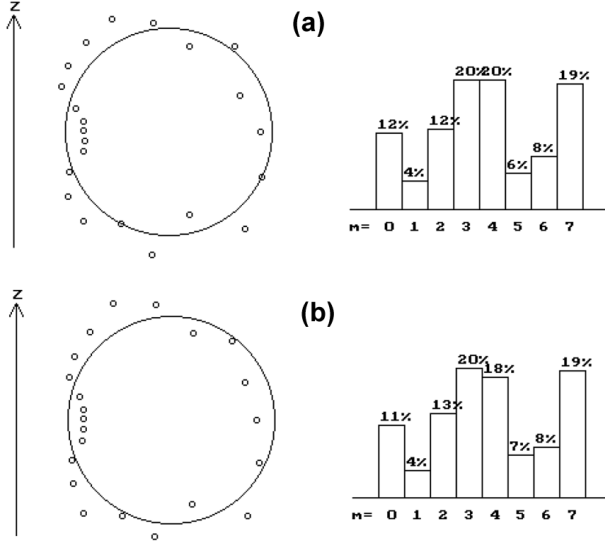 Z
(a)
12% 4% 12% 20% 20% 6% 8% 19%
m= 0 1 2 3 4 5 6 7
Z
(b)
11% 4% 13% 20% 18% 7% 8% 19%
m= 0 1 2 3 4 5 6 7